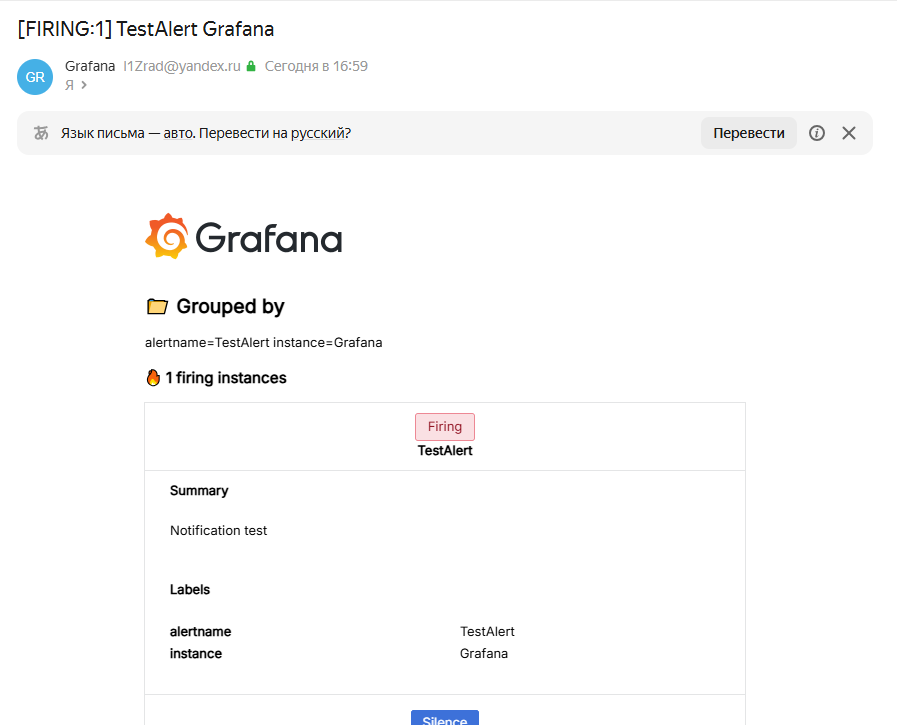 [FIRING:1] TestAlert Grafana
GR
Grafana l1Zrad@yandex.ru Сегодня в 16:59
Я
Язык письма — авто. Перевести на русский?
Перевести
Grafana
Grouped by
alertname=TestAlert instance=Grafana
1 firing instances
Firing
TestAlert
Summary
Notification test
Labels
alertname TestAlert
instance Grafana
Silence